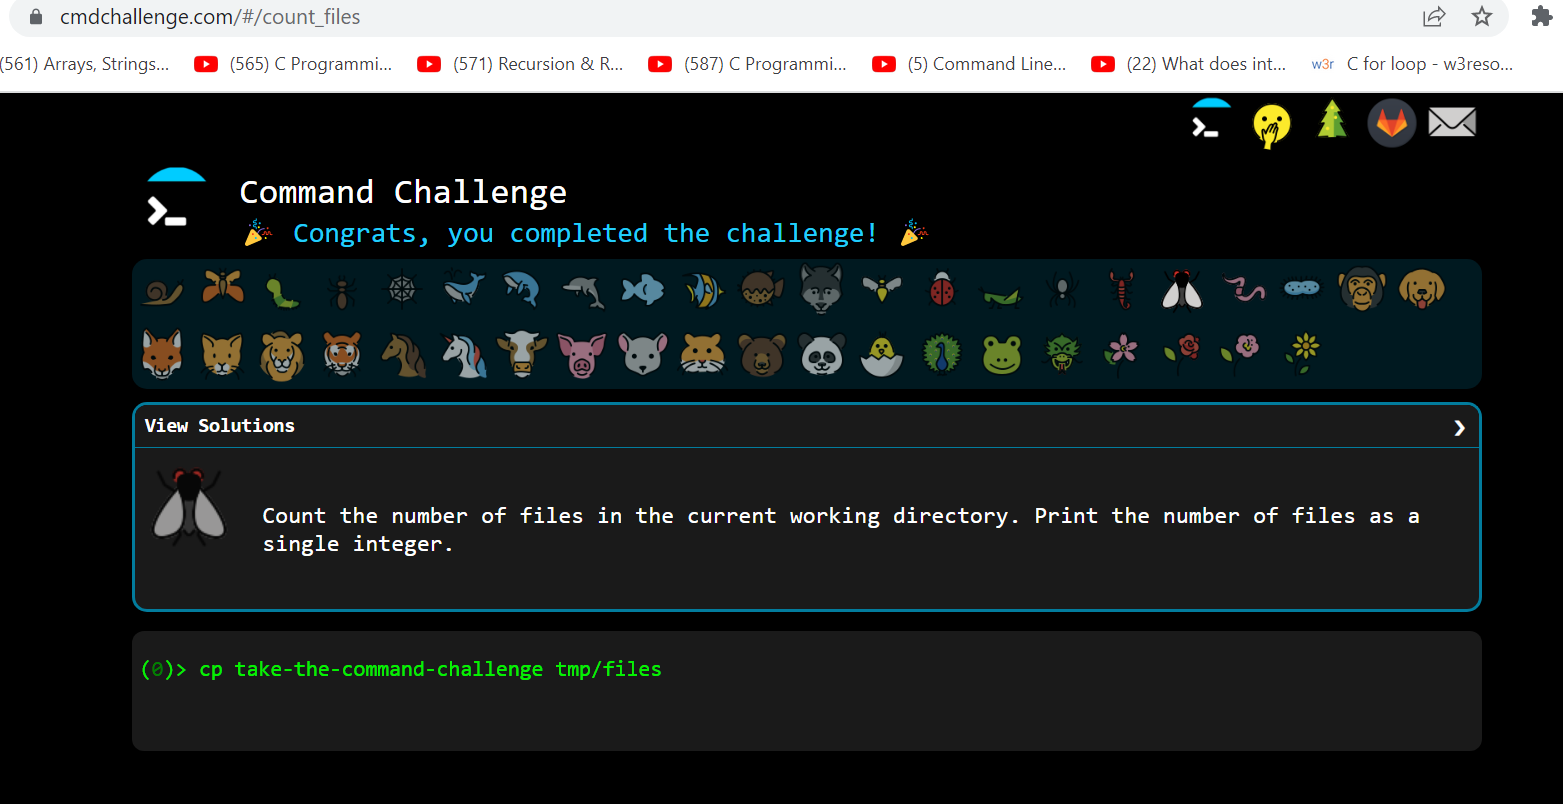 cmdchallenge.com/#/count_files
(561) Arrays, Strings... (565) C Programmi... (571) Recursion & R... (587) C Programmi... (5) Command Line... (22) What does int... w3r C for loop - w3reso...
Command Challenge
Congrats, you completed the challenge!
View Solutions
Count the number of files in the current working directory. Print the number of files as a
single integer.
(0)> cp take-the-command-challenge tmp/files